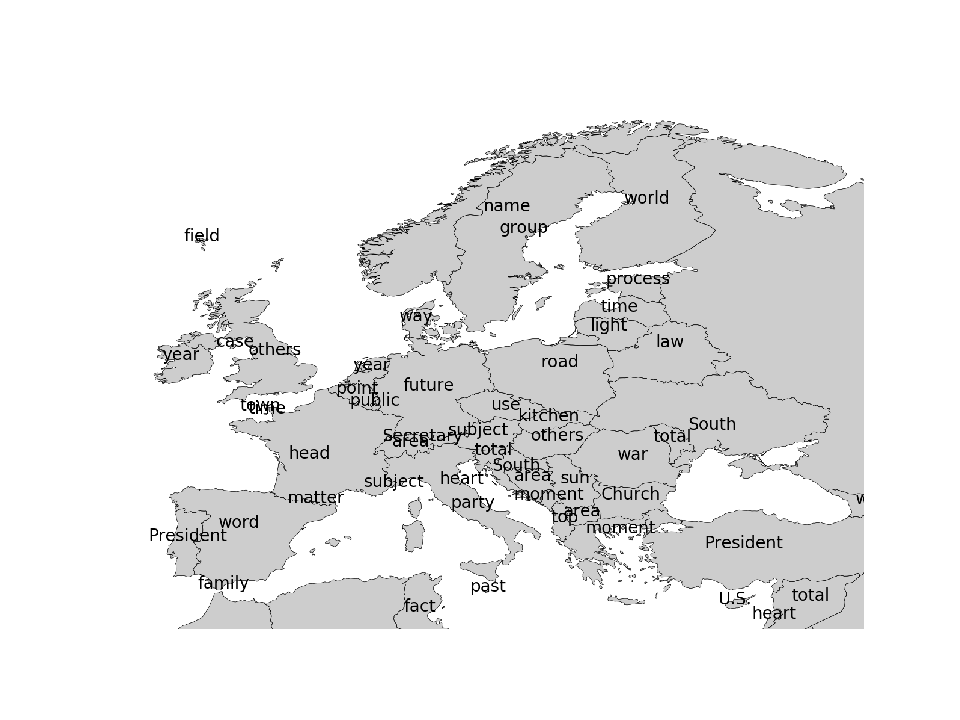 world
name
group
field
process
time
way
light
case
law
others
year
road
year
future
point
public
use
town
time
kitchen
South
subject
Secretary
others
total
area
total
head
war
South
area
heart
sun
subject
moment
Church
matter
party
area
top
word
moment
President
President
family
past
total
U.S.
fact
heart